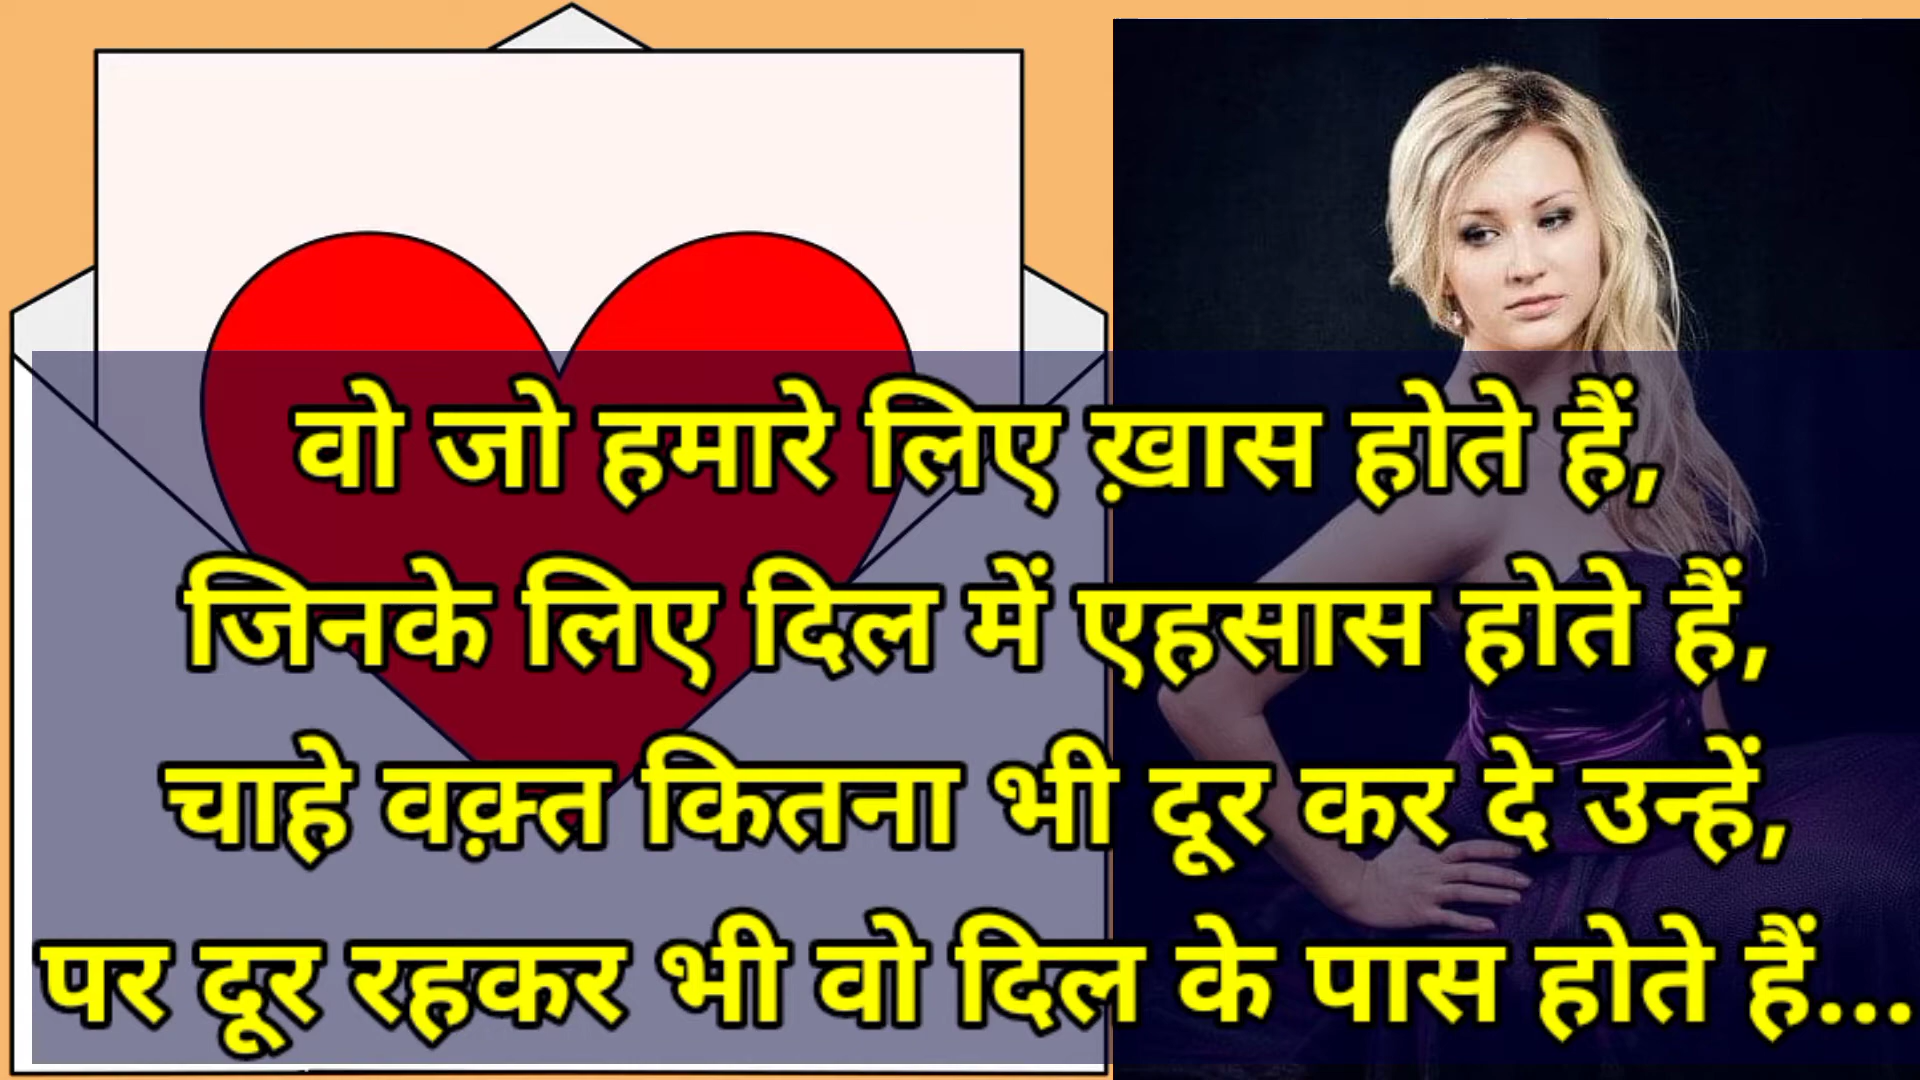 वो जो हमारे लिए ख़ास होते हैं,
जिनके लिए दिल में एहसास होते हैं,
चाहे वक़्त कितना भी दूर कर दे उन्हें,
पर दूर रहकर भी वो दिल के पास होते हैं...